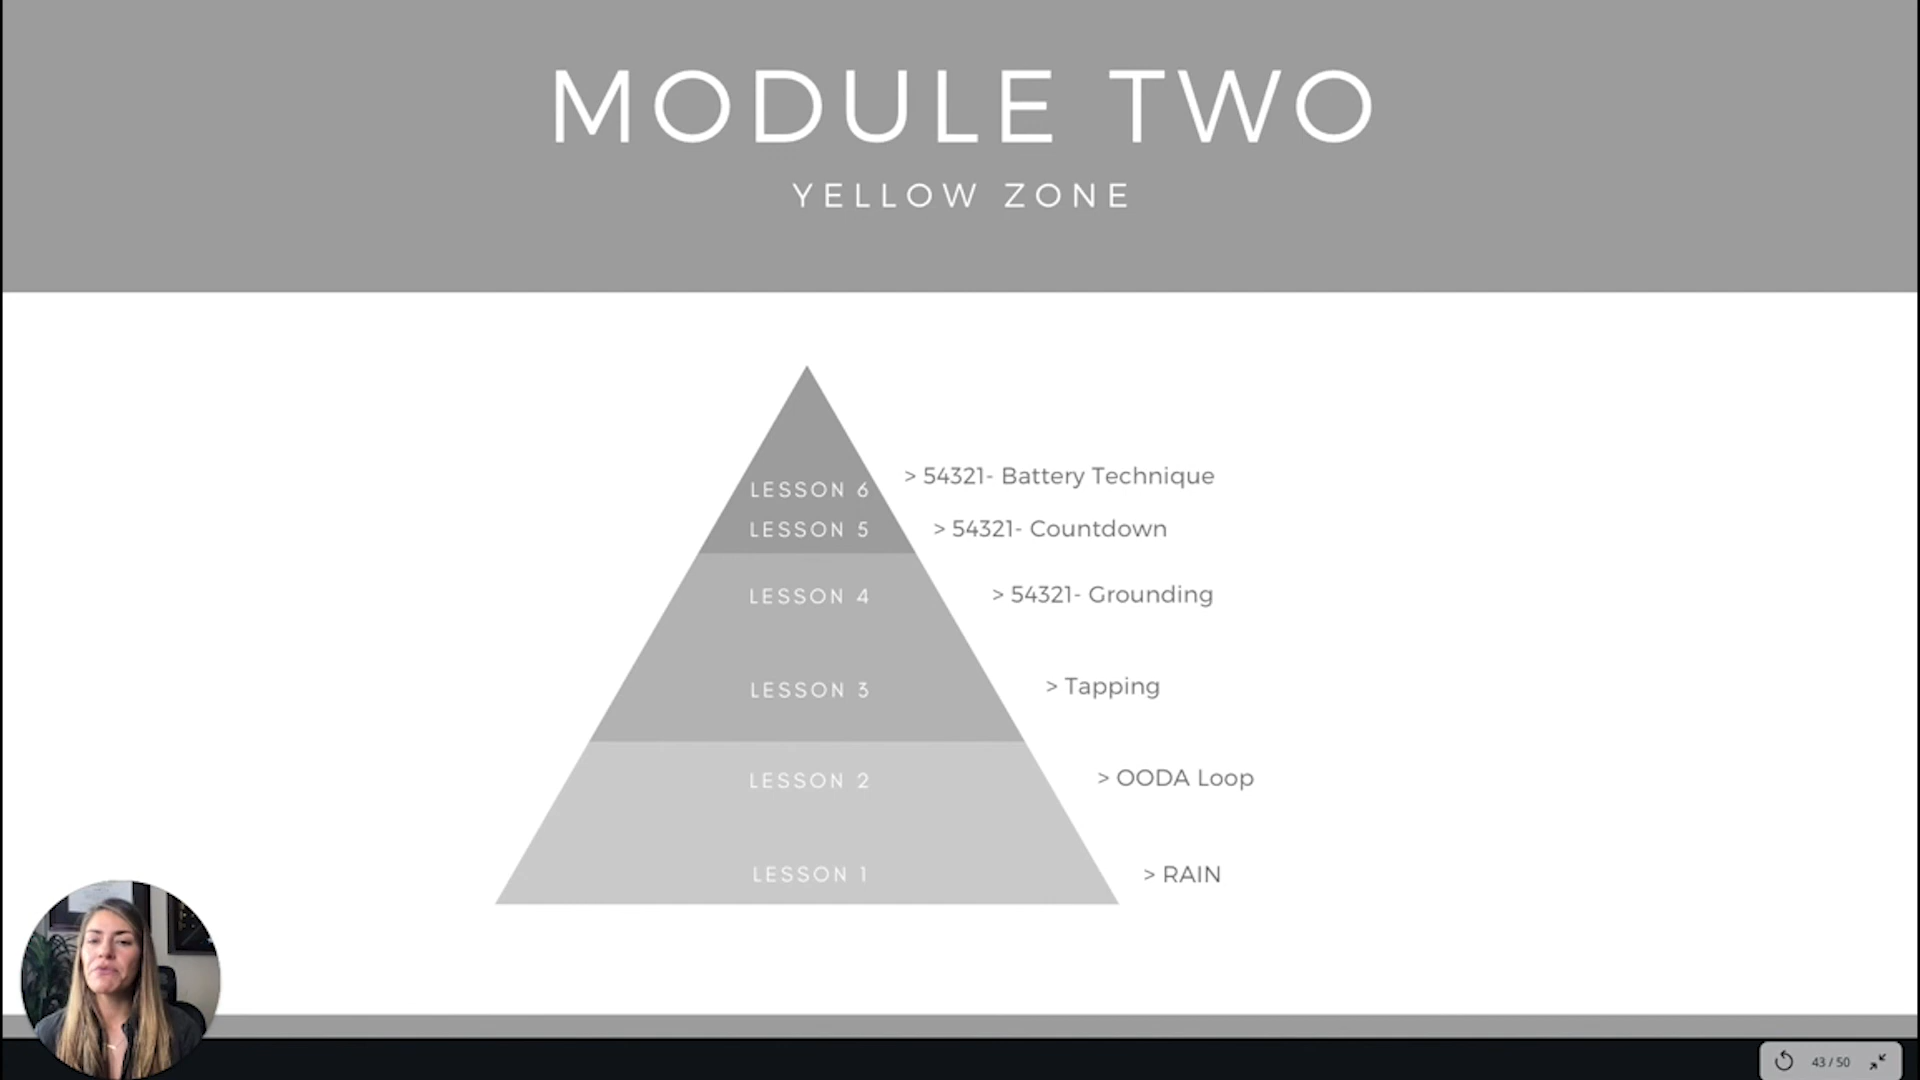 MODULE TWO
YELLOW ZONE
LESSON 6 > 54321- Battery Technique
LESSON 5 > 54321- Countdown
LESSON 4 > 54321- Grounding
LESSON 3 > Tapping
LESSON 2 > OODA Loop
LESSON 1 > RAIN
43 / 50